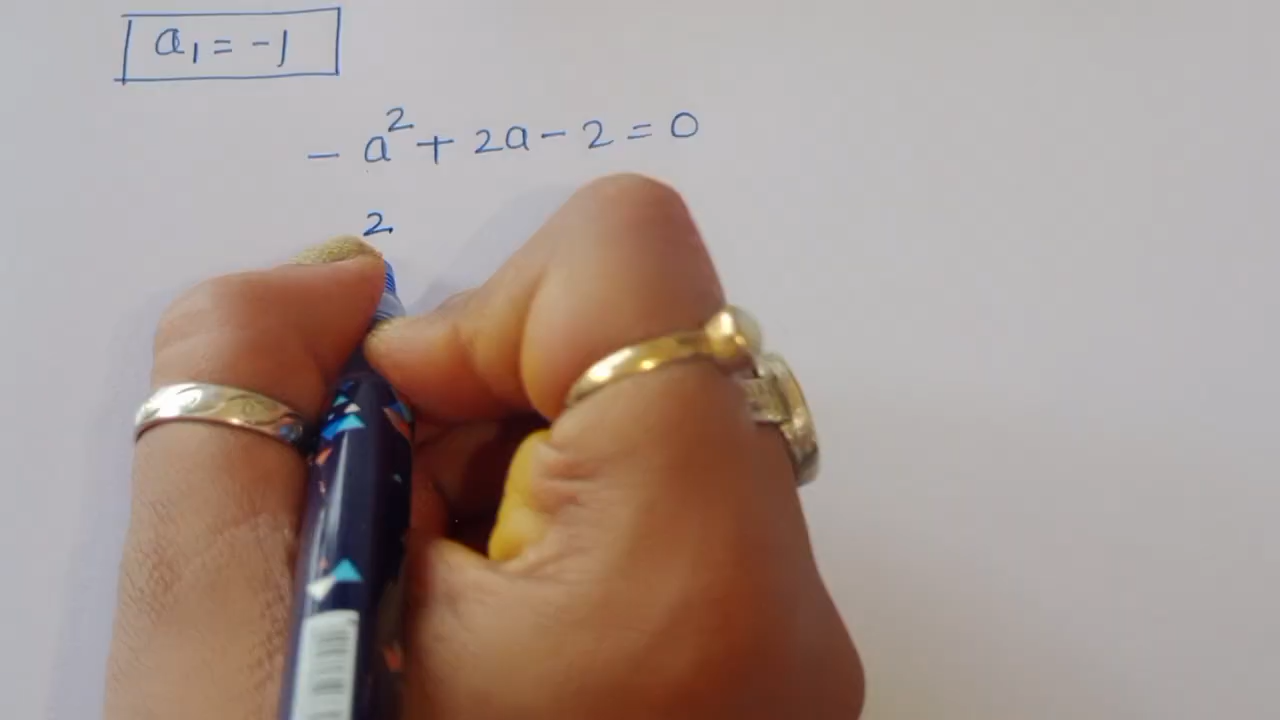 a₁ = -1
- a² + 2a - 2 = 0
2